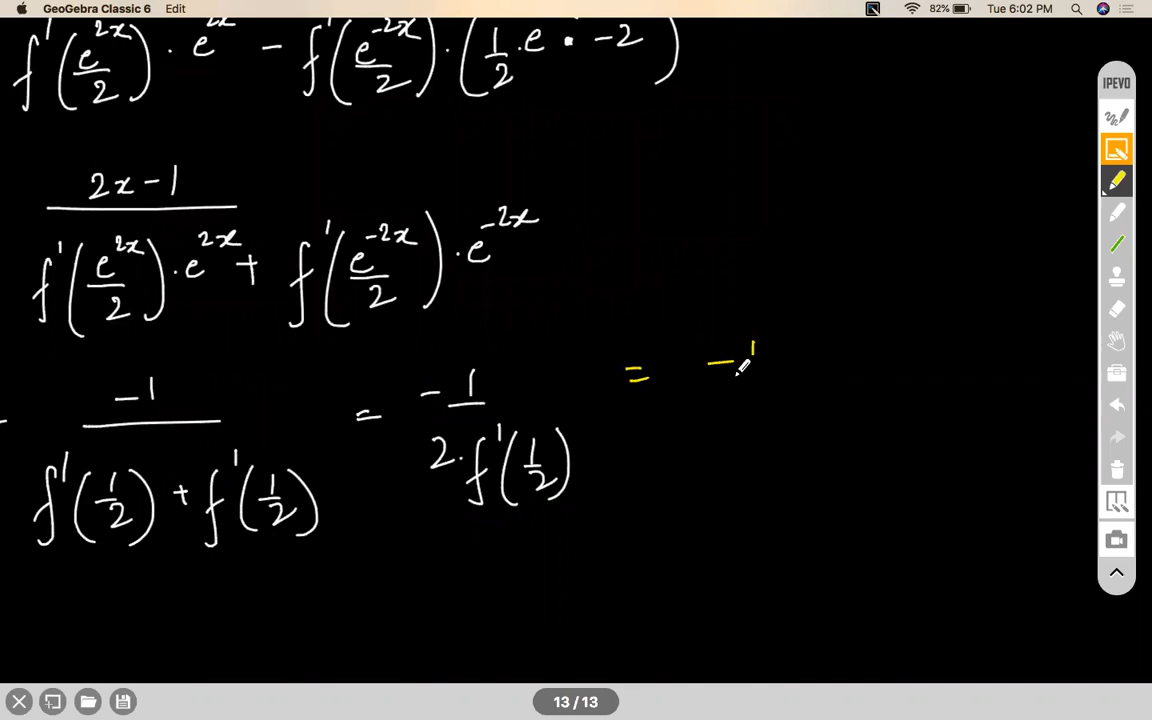 GeoGebra Classic 6 Edit 82% Tue 6:02 PM
f'(e^{2x}/2) · e^{2x} - f'(e^{-2x}/2) · (1/2 · e · -2)
IPEVO
2x - 1
f'(e^{2x}/2) · e^{2x} + f'(e^{-2x}/2) · e^{-2x}
-1 = -1 = -1
f'(1/2) + f'(1/2) 2 · f'(1/2)
13 / 13